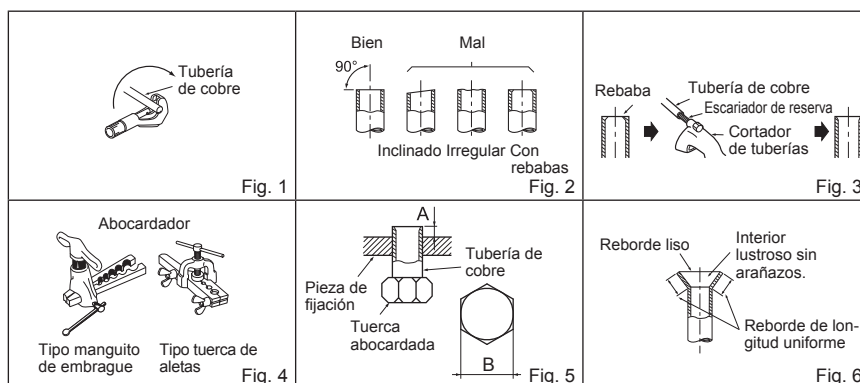 Tubería
de cobre
Fig. 1
Bien
Mal
90°
Inclinado Irregular Con
rebabas
Fig. 2
Rebaba
Tubería de cobre
Escariador de reserva
Cortador
de tuberías
Fig. 3
Abocardador
Tipo manguito
de embrague
Tipo tuerca de
aletas
Fig. 4
A
Tubería de
cobre
Pieza de
fijación
Tuerca
abocardada
B
Fig. 5
Reborde liso
Interior
lustroso sin
arañazos.
Reborde de lon-
gitud uniforme
Fig. 6